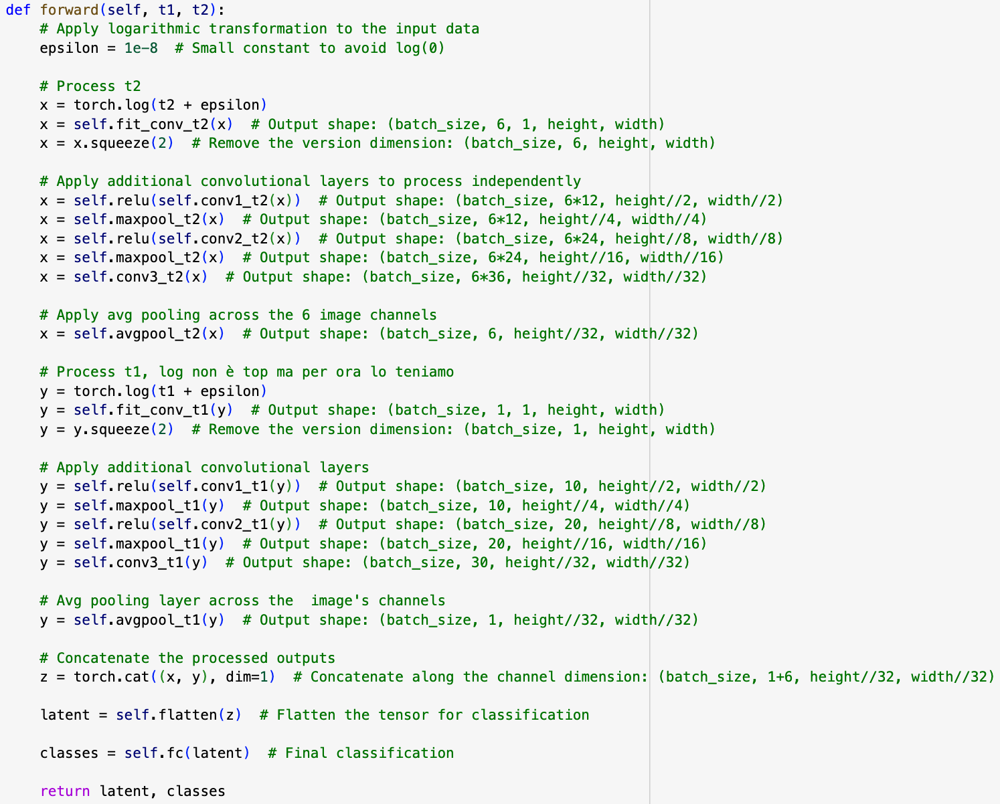 def forward(self, t1, t2):
    # Apply logarithmic transformation to the input data
    epsilon = 1e-8  # Small constant to avoid log(0)

    # Process t2
    x = torch.log(t2 + epsilon)
    x = self.fit_conv_t2(x)  # Output shape: (batch_size, 6, 1, height, width)
    x = x.squeeze(2)  # Remove the version dimension: (batch_size, 6, height, width)

    # Apply additional convolutional layers to process independently
    x = self.relu(self.conv1_t2(x))  # Output shape: (batch_size, 6*12, height//2, width//2)
    x = self.maxpool_t2(x)  # Output shape: (batch_size, 6*12, height//4, width//4)
    x = self.relu(self.conv2_t2(x))  # Output shape: (batch_size, 6*24, height//8, width//8)
    x = self.maxpool_t2(x)  # Output shape: (batch_size, 6*24, height//16, width//16)
    x = self.conv3_t2(x)  # Output shape: (batch_size, 6*36, height//32, width//32)

    # Apply avg pooling across the 6 image channels
    x = self.avgpool_t2(x)  # Output shape: (batch_size, 6, height//32, width//32)

    # Process t1, log non è top ma per ora lo teniamo
    y = torch.log(t1 + epsilon)
    y = self.fit_conv_t1(y)  # Output shape: (batch_size, 1, 1, height, width)
    y = y.squeeze(2)  # Remove the version dimension: (batch_size, 1, height, width)

    # Apply additional convolutional layers
    y = self.relu(self.conv1_t1(y))  # Output shape: (batch_size, 10, height//2, width//2)
    y = self.maxpool_t1(y)  # Output shape: (batch_size, 10, height//4, width//4)
    y = self.relu(self.conv2_t1(y))  # Output shape: (batch_size, 20, height//8, width//8)
    y = self.maxpool_t1(y)  # Output shape: (batch_size, 20, height//16, width//16)
    y = self.conv3_t1(y)  # Output shape: (batch_size, 30, height//32, width//32)

    # Avg pooling layer across the  image's channels
    y = self.avgpool_t1(y)  # Output shape: (batch_size, 1, height//32, width//32)

    # Concatenate the processed outputs
    z = torch.cat((x, y), dim=1)  # Concatenate along the channel dimension: (batch_size, 1+6, height//32, width//32)

    latent = self.flatten(z)  # Flatten the tensor for classification

    classes = self.fc(latent)  # Final classification

    return latent, classes